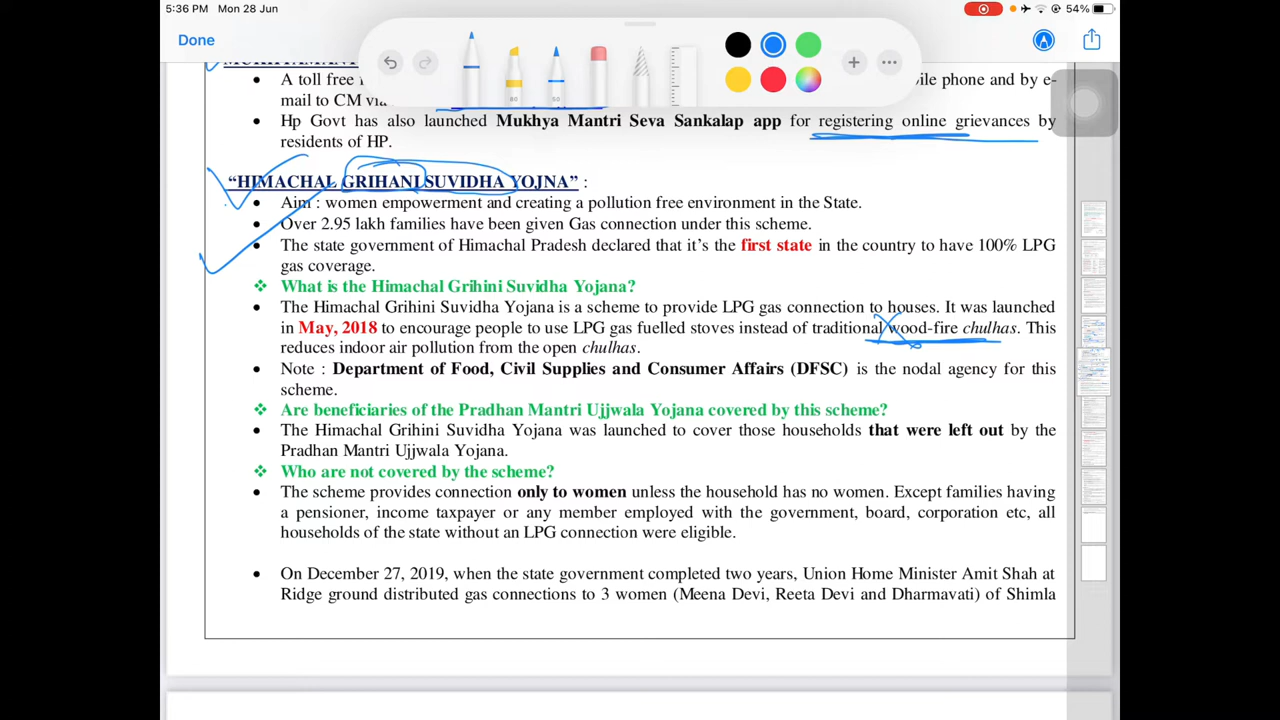 5:36 PM Mon 28 Jun 54%
Done
A toll free
bile phone and by e-
mail to CM via
Hp Govt has also launched Mukhya Mantri Seva Sankalap app for registering online grievances by
residents of HP.
“HIMACHAL GRIHANI SUVIDHA YOJNA” :
• Aim : women empowerment and creating a pollution free environment in the State.
• Over 2.95 lakh families have been given Gas connection under this scheme.
• The state government of Himachal Pradesh declared that it’s the first state in the country to have 100% LPG
gas coverage.
❖ What is the Himachal Grihini Suvidha Yojana?
• The Himachal Grihini Suvidha Yojana is a scheme to provide LPG gas connection to houses. It was launched
in May, 2018 to encourage people to use LPG gas fuelled stoves instead of traditional wood-fire chulhas. This
reduces indoor air pollution from the open chulhas.
• Note : Department of Food, Civil Supplies and Consumer Affairs (DFSC) is the nodal agency for this
scheme.
❖ Are beneficiaries of the Pradhan Mantri Ujjwala Yojana covered by this scheme?
• The Himachal Grihini Suvidha Yojana was launched to cover those households that were left out by the
Pradhan Mantri Ujjwala Yojana.
❖ Who are not covered by the scheme?
• The scheme provides connection only to women unless the household has no women. Except families having
a pensioner, income taxpayer or any member employed with the government, board, corporation etc, all
households of the state without an LPG connection were eligible.
• On December 27, 2019, when the state government completed two years, Union Home Minister Amit Shah at
Ridge ground distributed gas connections to 3 women (Meena Devi, Reeta Devi and Dharmavati) of Shimla